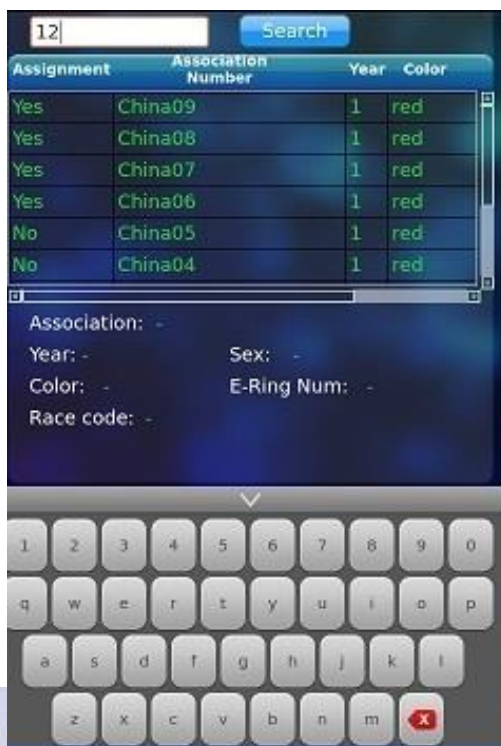 12 Search
Assignment Association Number Year Color
Yes China09 1 red
Yes China08 1 red
Yes China07 1 red
Yes China06 1 red
No China05 1 red
No China04 1 red
Association: -
Year: - Sex: -
Color: - E-Ring Num: -
Race code: -
1 2 3 4 5 6 7 8 9 0
q w e r t y u i o p
a s d f g h j k l
z x c v b n m X